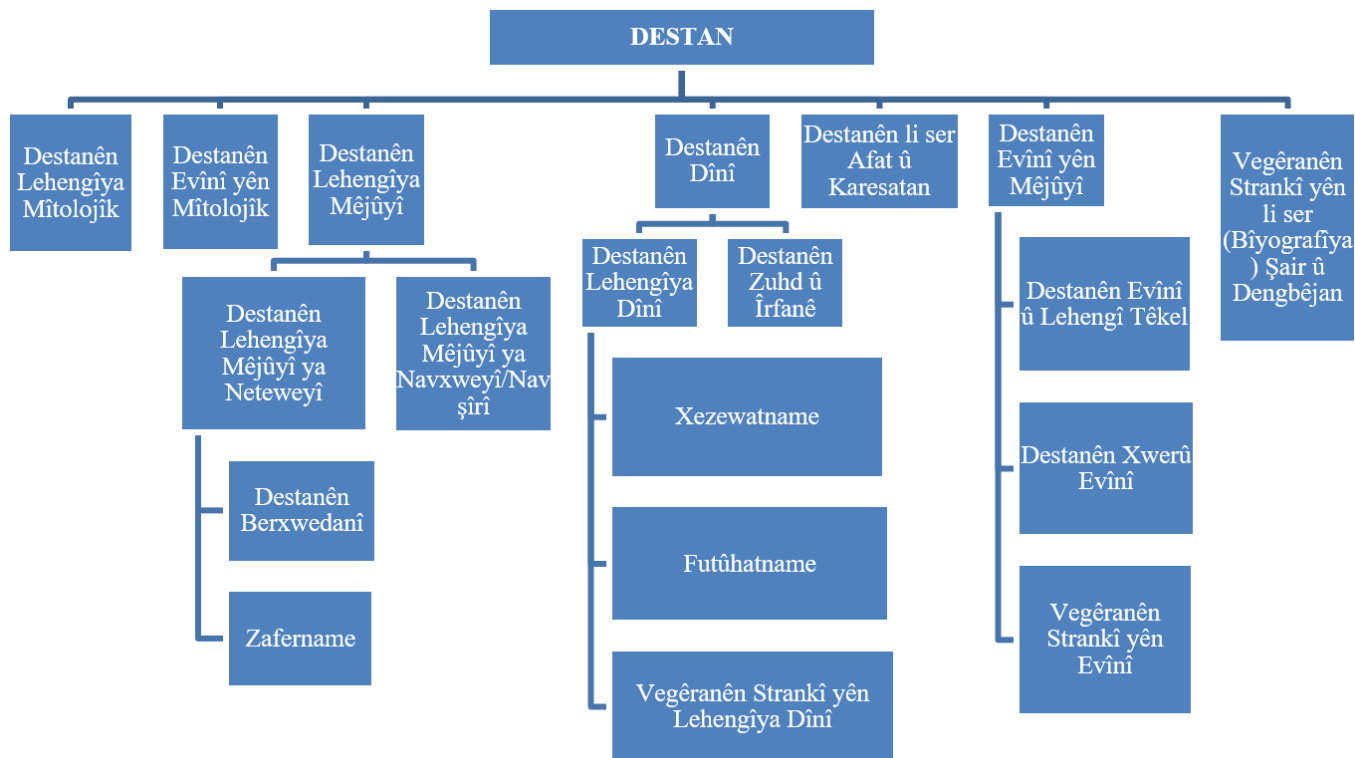 DESTAN
Destanên
Lehengîya
Mîtolojîk
Destanên
Evînî yên
Mîtolojîk
Destanên
Lehengîya
Mêjûyî
Destanên
Lehengîya
Mêjûyî ya
Neteweyî
Destanên
Berxwedanî
Zafername
Destanên
Lehengîya
Mêjûyî ya
Navxweyî/Nav
şîrî
Destanên
Dînî
Destanên
Lehengîya
Dînî
Xezewatname
Futûhatname
Vegêranên Strankî yên
Lehengîya Dînî
Destanên
Zuhd û
Îrfanê
Destanên li ser
Afat û
Karesatan
Destanên
Evînî yên
Mêjûyî
Destanên Evînî
û Lehengî Têkel
Destanên Xwerû
Evînî
Vegêranên
Strankî yên
Evînî
Vegêranên
Strankî yên
li ser
(Bîyografîya
) Şair û
Dengbêjan